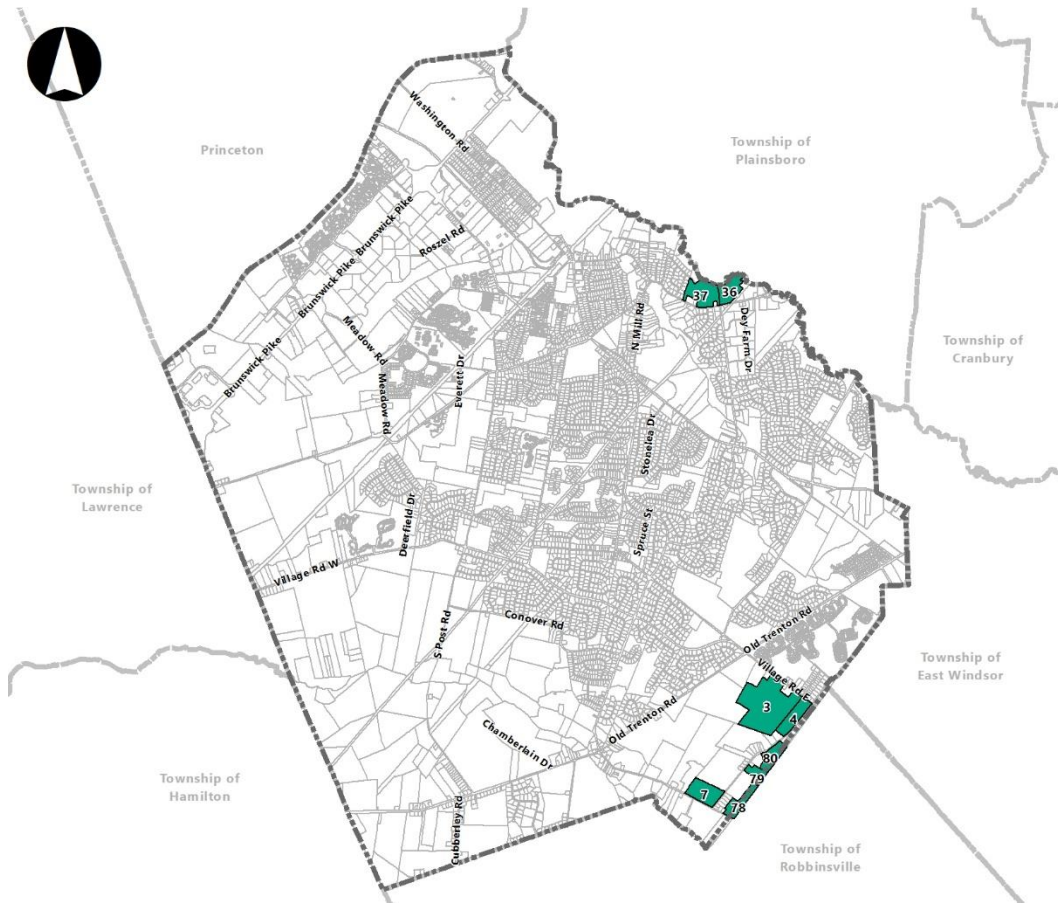 Washington Rd
Princeton
Township of
Plainsboro
Brunswick Pike
Roszel Rd
Brunswick Pike
37
36
N Mill Rd
Dey Farm Dr
Meadow Rd
Brunswick Pike
Township of
Cranbury
Everett Dr
Meadow Rd
Stonelea Dr
Township of
Lawrence
Deerfield Dr
Spruce St
Village Rd W
Conover Rd
S Post Rd
Old Trenton Rd
Township of
East Windsor
Village Rd E
3
4
Old Trenton Rd
Chamberlain Dr
80
79
Township of
Hamilton
7
78
Cubberley Rd
Township of
Robbinsville